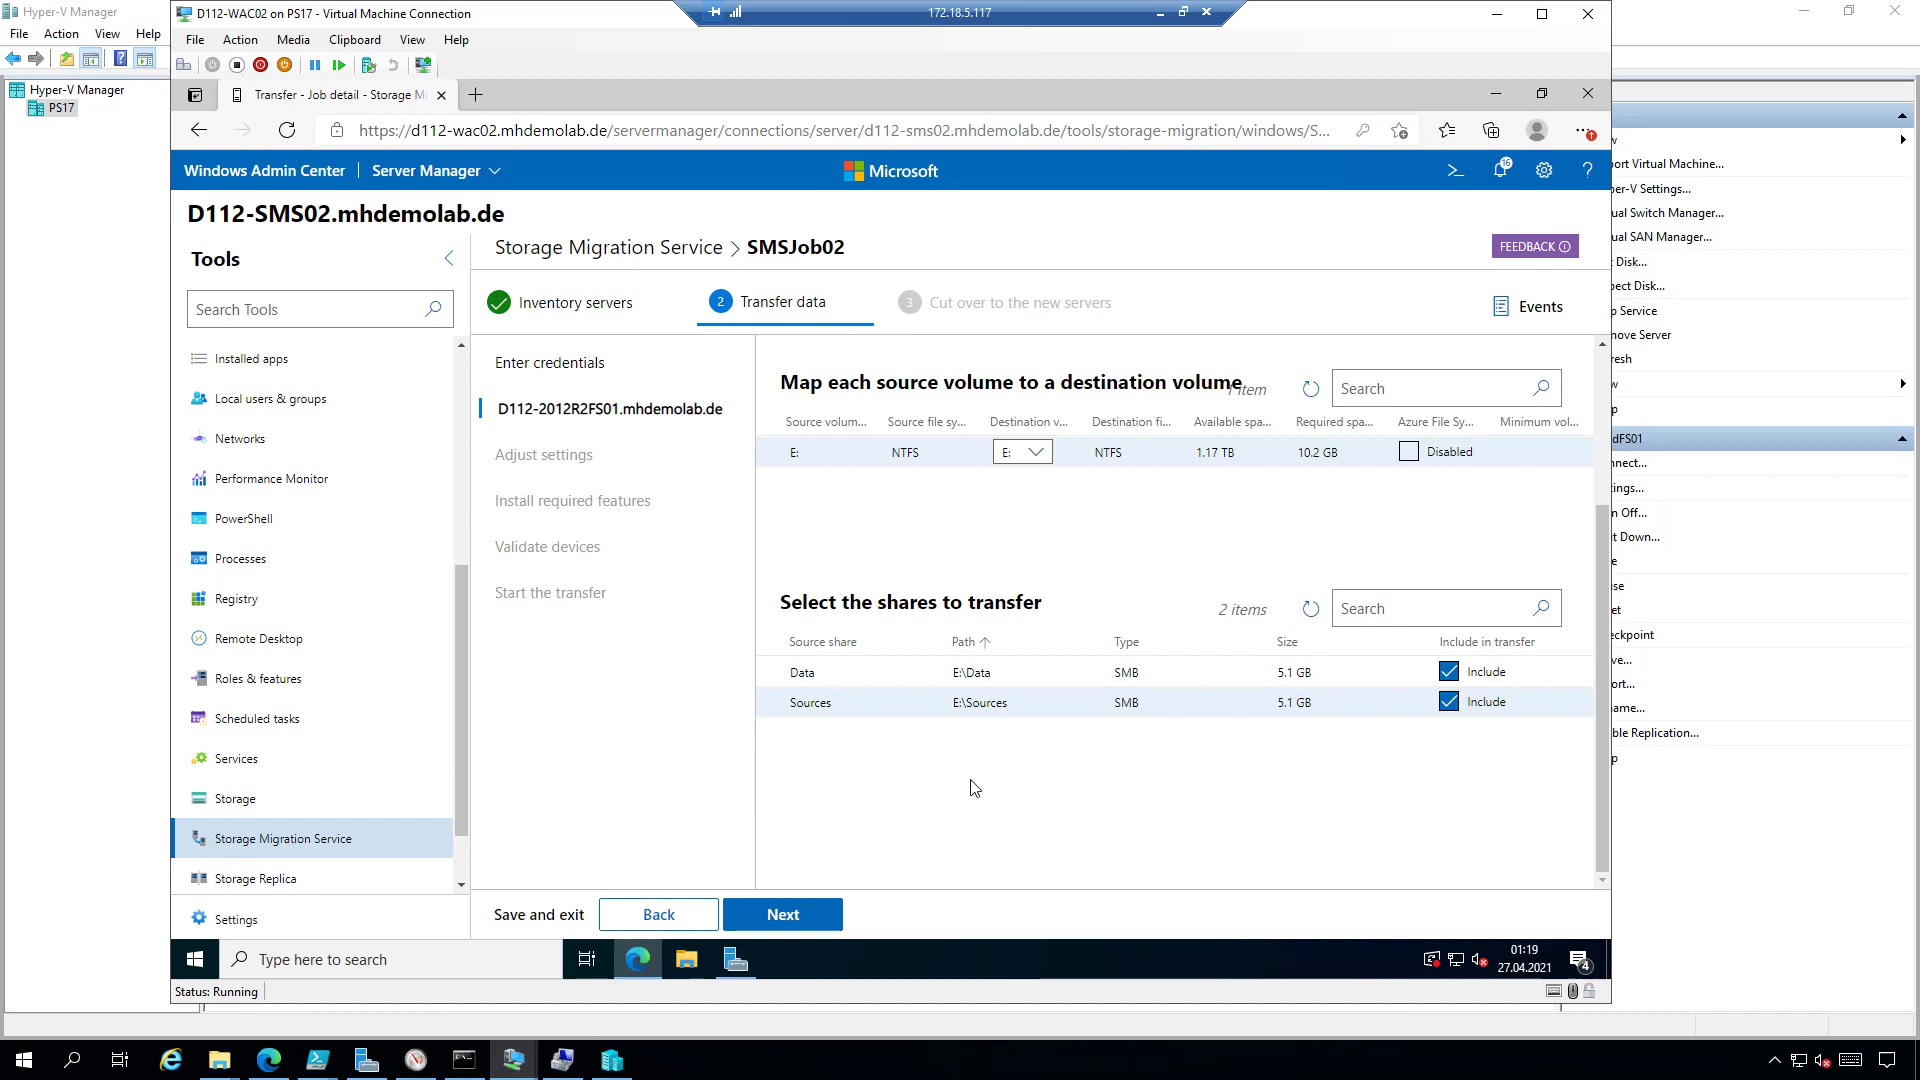 Hyper-V Manager
File Action View Help
Hyper-V Manager
PS17
D112-WAC02 on PS17 - Virtual Machine Connection
172.18.5.117
File Action Media Clipboard View Help
Transfer - Job detail - Storage M
https://d112-wac02.mhdemolab.de/servermanager/connections/server/d112-sms02.mhdemolab.de/tools/storage-migration/windows/S...
Windows Admin Center Server Manager
Microsoft
16
D112-SMS02.mhdemolab.de
Tools
Search Tools
Installed apps
Local users & groups
Networks
Performance Monitor
PowerShell
Processes
Registry
Remote Desktop
Roles & features
Scheduled tasks
Services
Storage
Storage Migration Service
Storage Replica
Settings
Storage Migration Service > SMSJob02
FEEDBACK
Inventory servers
2 Transfer data
3 Cut over to the new servers
Events
Enter credentials
D112-2012R2FS01.mhdemolab.de
Adjust settings
Install required features
Validate devices
Start the transfer
Map each source volume to a destination volume
1 item
Search
Source volum... Source file sy... Destination v... Destination fi... Available spa... Required spa... Azure File Sy... Minimum vol...
E: NTFS E: NTFS 1.17 TB 10.2 GB Disabled
Select the shares to transfer
2 items
Search
Source share Path Type Size Include in transfer
Data E:\Data SMB 5.1 GB Include
Sources E:\Sources SMB 5.1 GB Include
Save and exit
Back
Next
Type here to search
01:19
27.04.2021
4
Status: Running
w
ort Virtual Machine...
per-V Settings...
ual Switch Manager...
ual SAN Manager...
t Disk...
pect Disk...
p Service
nove Server
resh
w
p
dFS01
nnect...
tings...
n Off...
t Down...
e
use
et
eckpoint
ve...
ort...
name...
ble Replication...
p